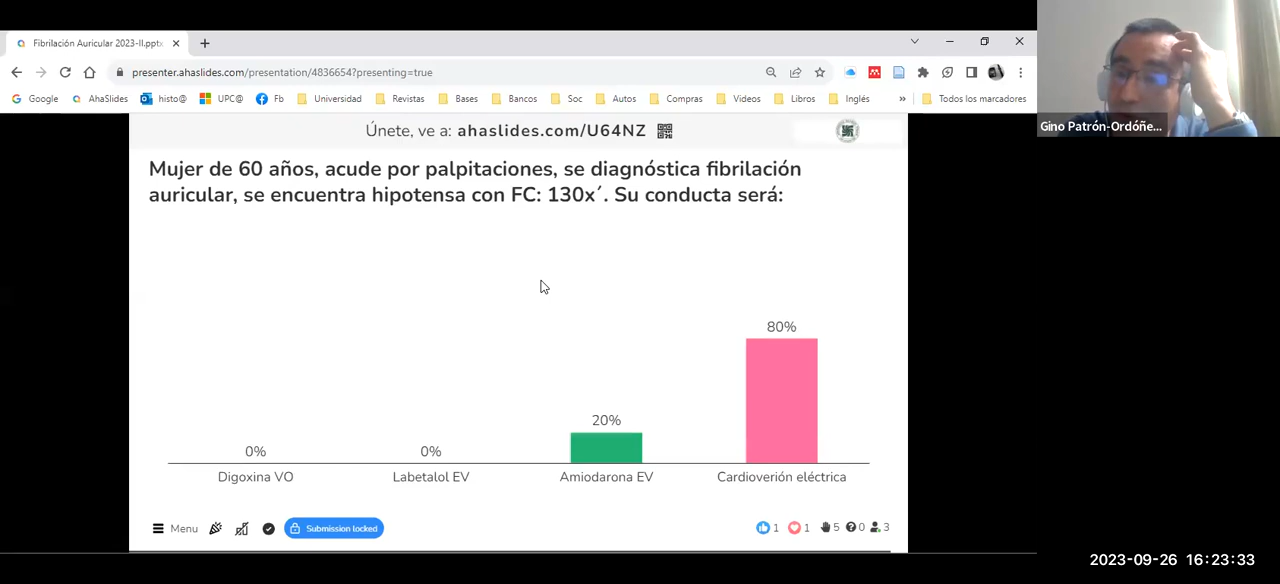 Fibrilación Auricular 2023-II.pptx
presenter.ahaslides.com/presentation/4836654?presenting=true
Google AhaSlides histo@ UPC@ Fb Universidad Revistas Bases Bancos Soc Autos Compras Videos Libros Inglés » Todos los marcadores
Gino Patrón-Ordóñe...
Únete, ve a: ahaslides.com/U64NZ
Mujer de 60 años, acude por palpitaciones, se diagnóstica fibrilación
auricular, se encuentra hipotensa con FC: 130x´. Su conducta será:
80%
20%
0% 0%
Digoxina VO Labetalol EV Amiodarona EV Cardioverión eléctrica
Menu Submission locked 1 1 5 0 3
2023-09-26 16:23:33